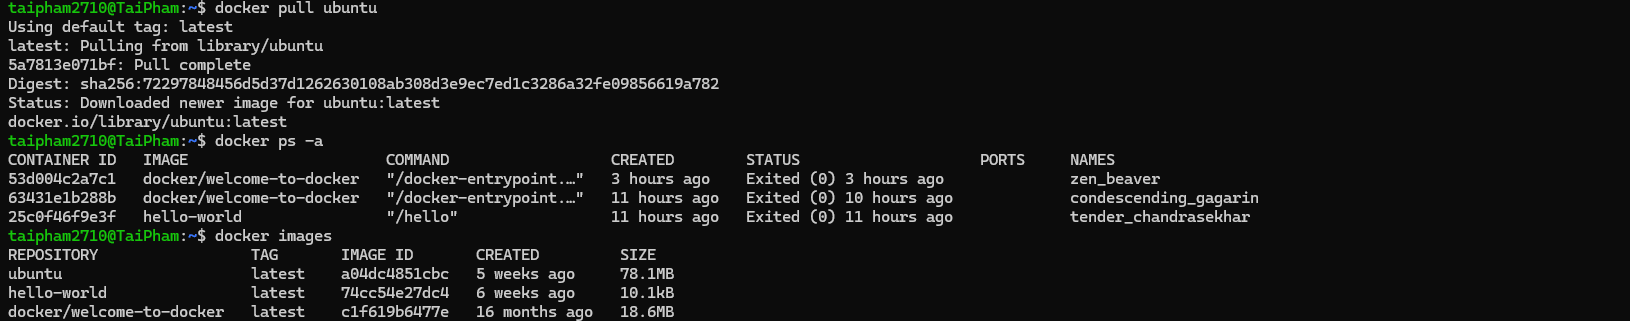 taipham2710@TaiPham:~$ docker pull ubuntu
Using default tag: latest
latest: Pulling from library/ubuntu
5a7813e071bf: Pull complete
Digest: sha256:72297848456d5d37d1262630108ab308d3e9ec7ed1c3286a32fe09856619a782
Status: Downloaded newer image for ubuntu:latest
docker.io/library/ubuntu:latest
taipham2710@TaiPham:~$ docker ps -a
CONTAINER ID   IMAGE                      COMMAND                  CREATED        STATUS                    PORTS     NAMES
53d004c2a7c1   docker/welcome-to-docker   "/docker-entrypoint.…"   3 hours ago    Exited (0) 3 hours ago              zen_beaver
63431e1b288b   docker/welcome-to-docker   "/docker-entrypoint.…"   11 hours ago   Exited (0) 10 hours ago             condescending_gagarin
25c0f46f9e3f   hello-world                "/hello"                 11 hours ago   Exited (0) 11 hours ago             tender_chandrasekhar
taipham2710@TaiPham:~$ docker images
REPOSITORY                 TAG       IMAGE ID       CREATED         SIZE
ubuntu                     latest    a04dc4851cbc   5 weeks ago     78.1MB
hello-world                latest    74cc54e27dc4   6 weeks ago     10.1kB
docker/welcome-to-docker   latest    c1f619b6477e   16 months ago   18.6MB